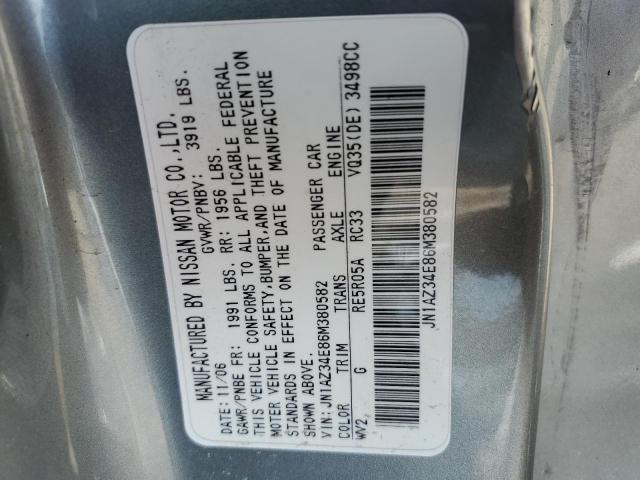 MANUFACTURED BY NISSAN MOTOR CO.,LTD.
DATE: 11/06 GVWR/PNBV: 3919 LBS.
GAWR/PNBE FR: 1991 LBS. RR: 1956 LBS.
THIS VEHICLE CONFORMS TO ALL APPLICABLE FEDERAL
MOTER VEHICLE SAFETY,BUMPER,AND THEFT PREVENTION
STANDARDS IN EFFECT ON THE DATE OF MANUFACTURE
SHOWN ABOVE.
VIN: JN1AZ34E86M380582 PASSENGER CAR
COLOR TRIM TRANS AXLE ENGINE
WV2 G RE5R05A RC33 VQ35(DE) 3498CC
JN1AZ34E86M380582